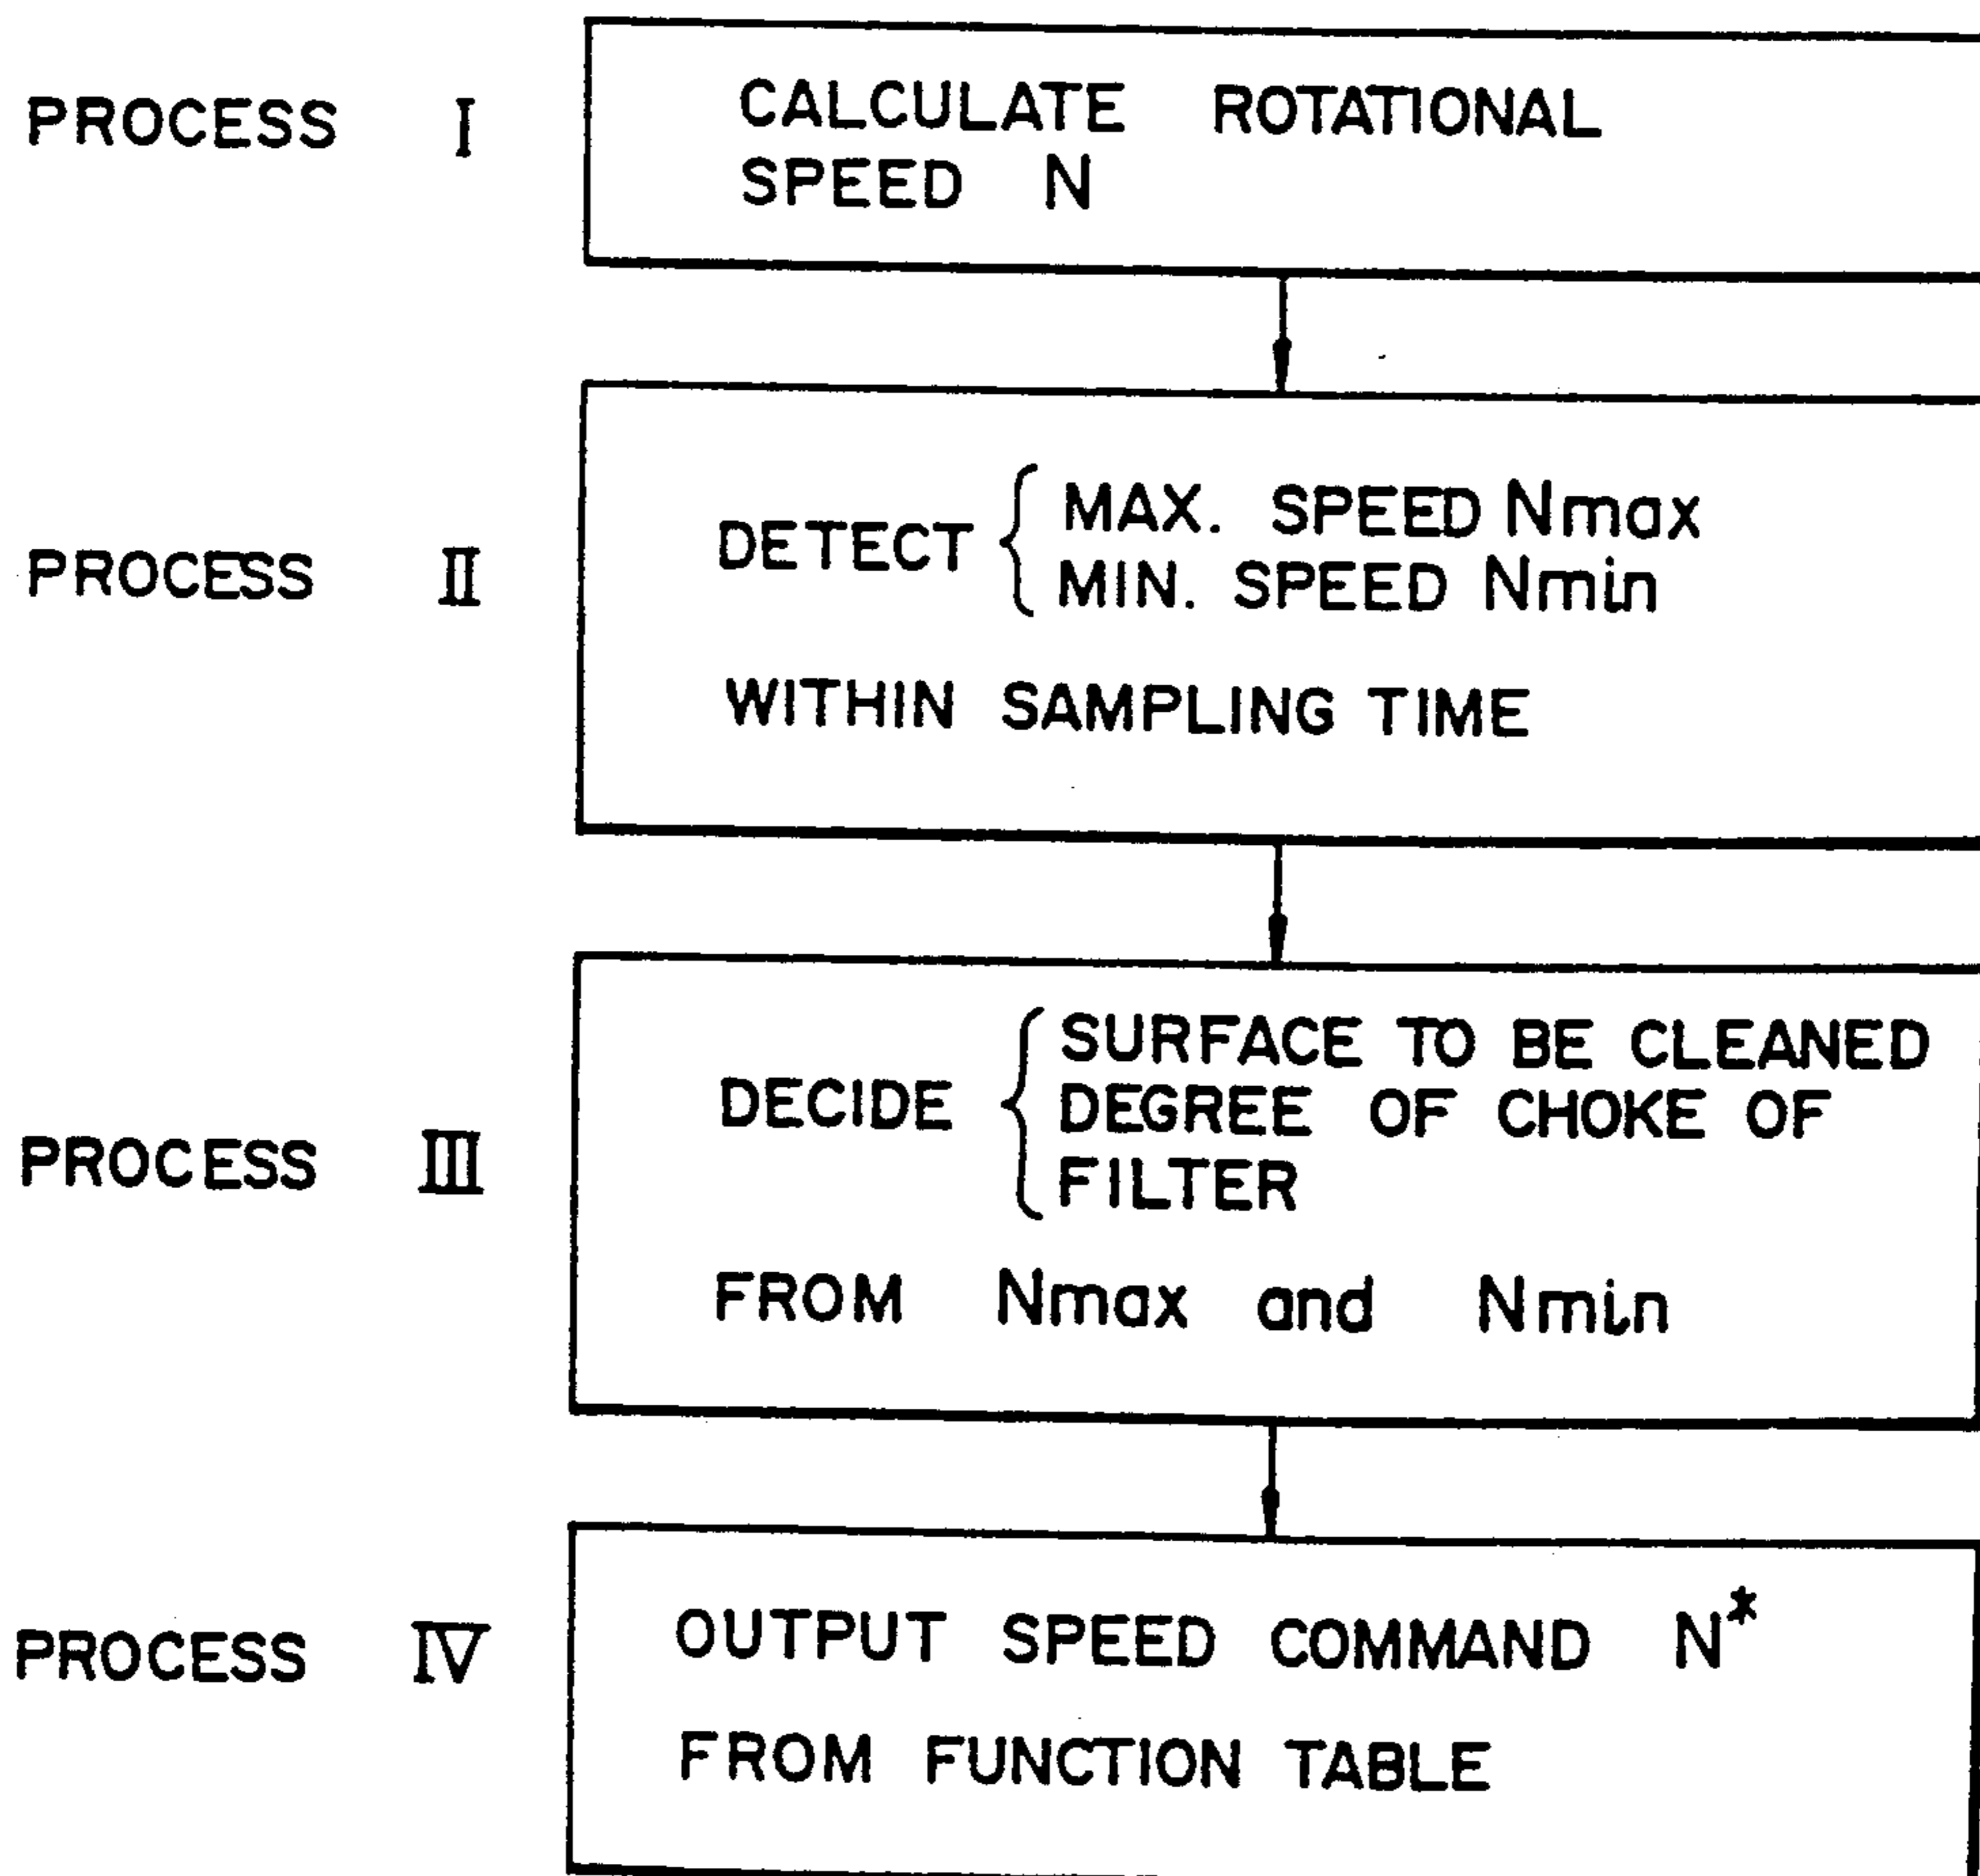 PROCESS I
CALCULATE ROTATIONAL
SPEED N
PROCESS II
DETECT { MAX. SPEED Nmax
MIN. SPEED Nmin
WITHIN SAMPLING TIME
PROCESS III
DECIDE { SURFACE TO BE CLEANED
DEGREE OF CHOKE OF
FILTER
FROM Nmax and Nmin
PROCESS IV
OUTPUT SPEED COMMAND N*
FROM FUNCTION TABLE